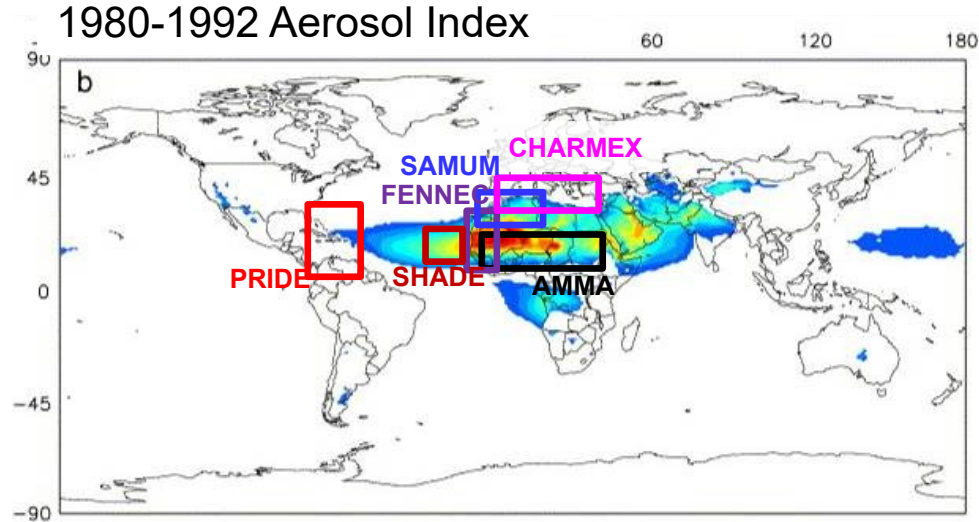 1980-1992 Aerosol Index
60 120 180
90
b
CHARMEX
45
SAMUM
FENNEC
PRIDE
SHADE
AMMA
0
-45
-90